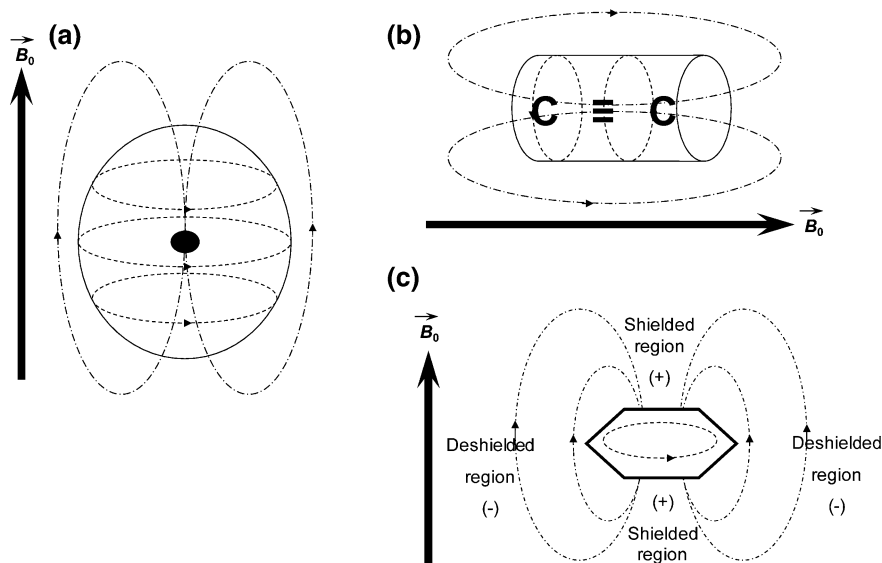 (a)
B₀
(b)
C ≡ C
B₀
(c)
B₀
Shielded
region
(+)
Deshielded
region
(-)
Deshielded
region
(-)
(+)
Shielded
region